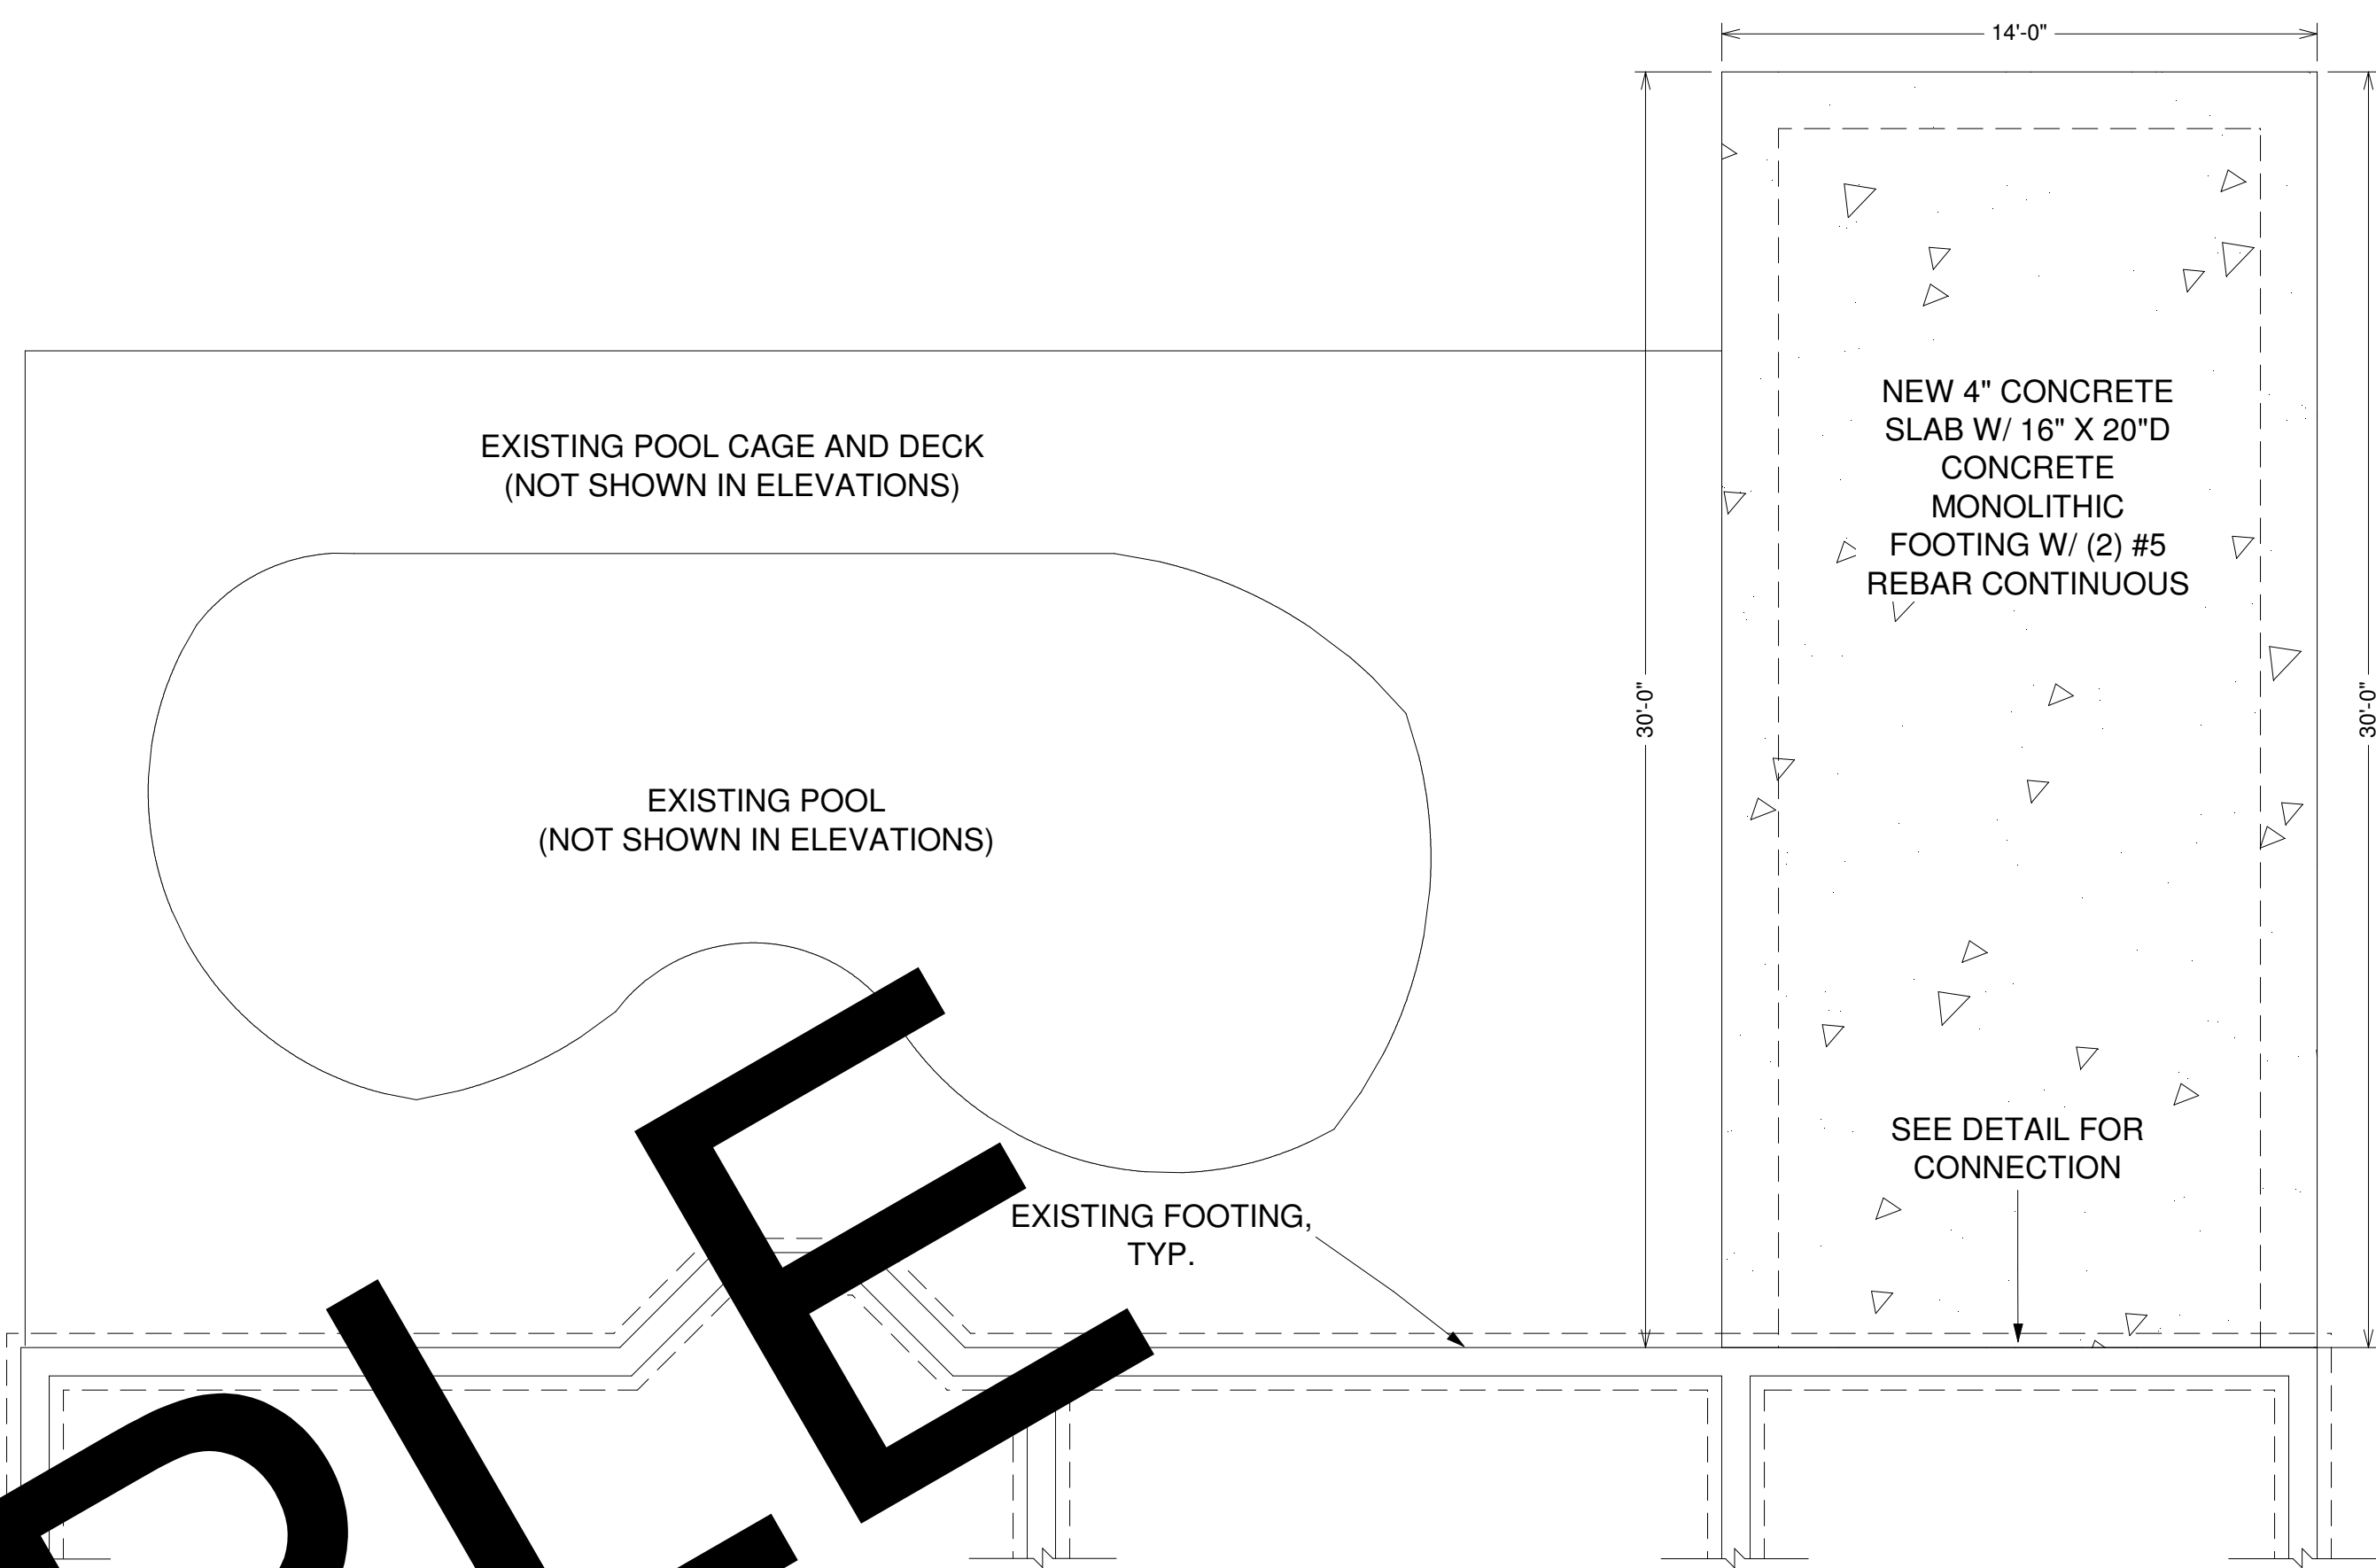 14'-0"
NEW 4" CONCRETE
SLAB W/ 16" X 20"D
CONCRETE
MONOLITHIC
FOOTING W/ (2) #5
REBAR CONTINUOUS
EXISTING POOL CAGE AND DECK
(NOT SHOWN IN ELEVATIONS)
30'-0"
30'-0"
EXISTING POOL
(NOT SHOWN IN ELEVATIONS)
SEE DETAIL FOR
CONNECTION
EXISTING FOOTING,
TYP.